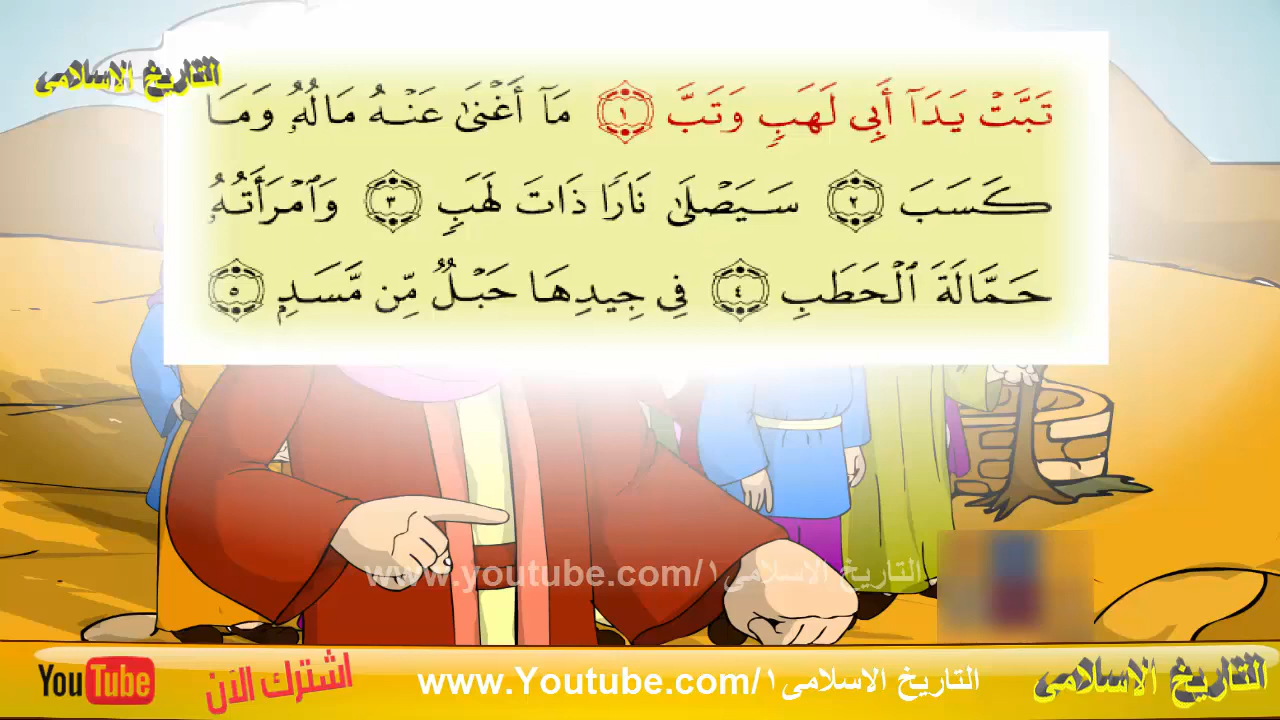 التاريخ الاسلامى
تَبَّتْ يَدَآ أَبِى لَهَبٍ وَتَبَّ ١ مَآ أَغْنَىٰ عَنْهُ مَالُهُۥ وَمَا
كَسَبَ ٢ سَيَصْلَىٰ نَارًا ذَاتَ لَهَبٍ ٣ وَٱمْرَأَتُهُۥ
حَمَّالَةَ ٱلْحَطَبِ ٤ فِى جِيدِهَا حَبْلٌ مِّن مَّسَدٍۭ ٥
www.youtube.com/التاريخ الاسلامى١
YouTube اشترك الآن www.Youtube.com/التاريخ الاسلامى١ التاريخ الاسلامى